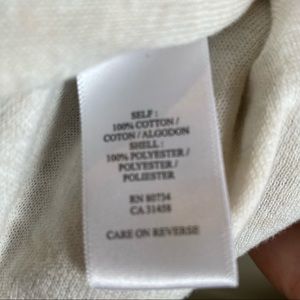 SELF :
100% COTTON /
COTON / ALGODON
SHELL :
100% POLYESTER /
POLYESTER /
POLIESTER
RN 80734
CA 31458
CARE ON REVERSE